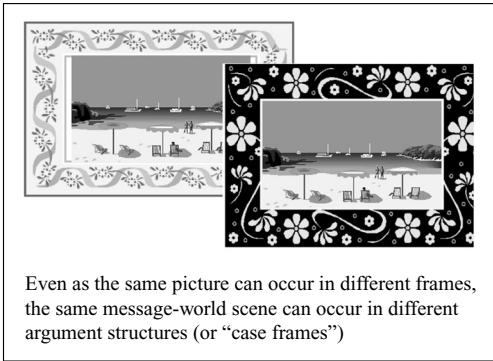 Even as the same picture can occur in different frames,
the same message-world scene can occur in different
argument structures (or “case frames”)